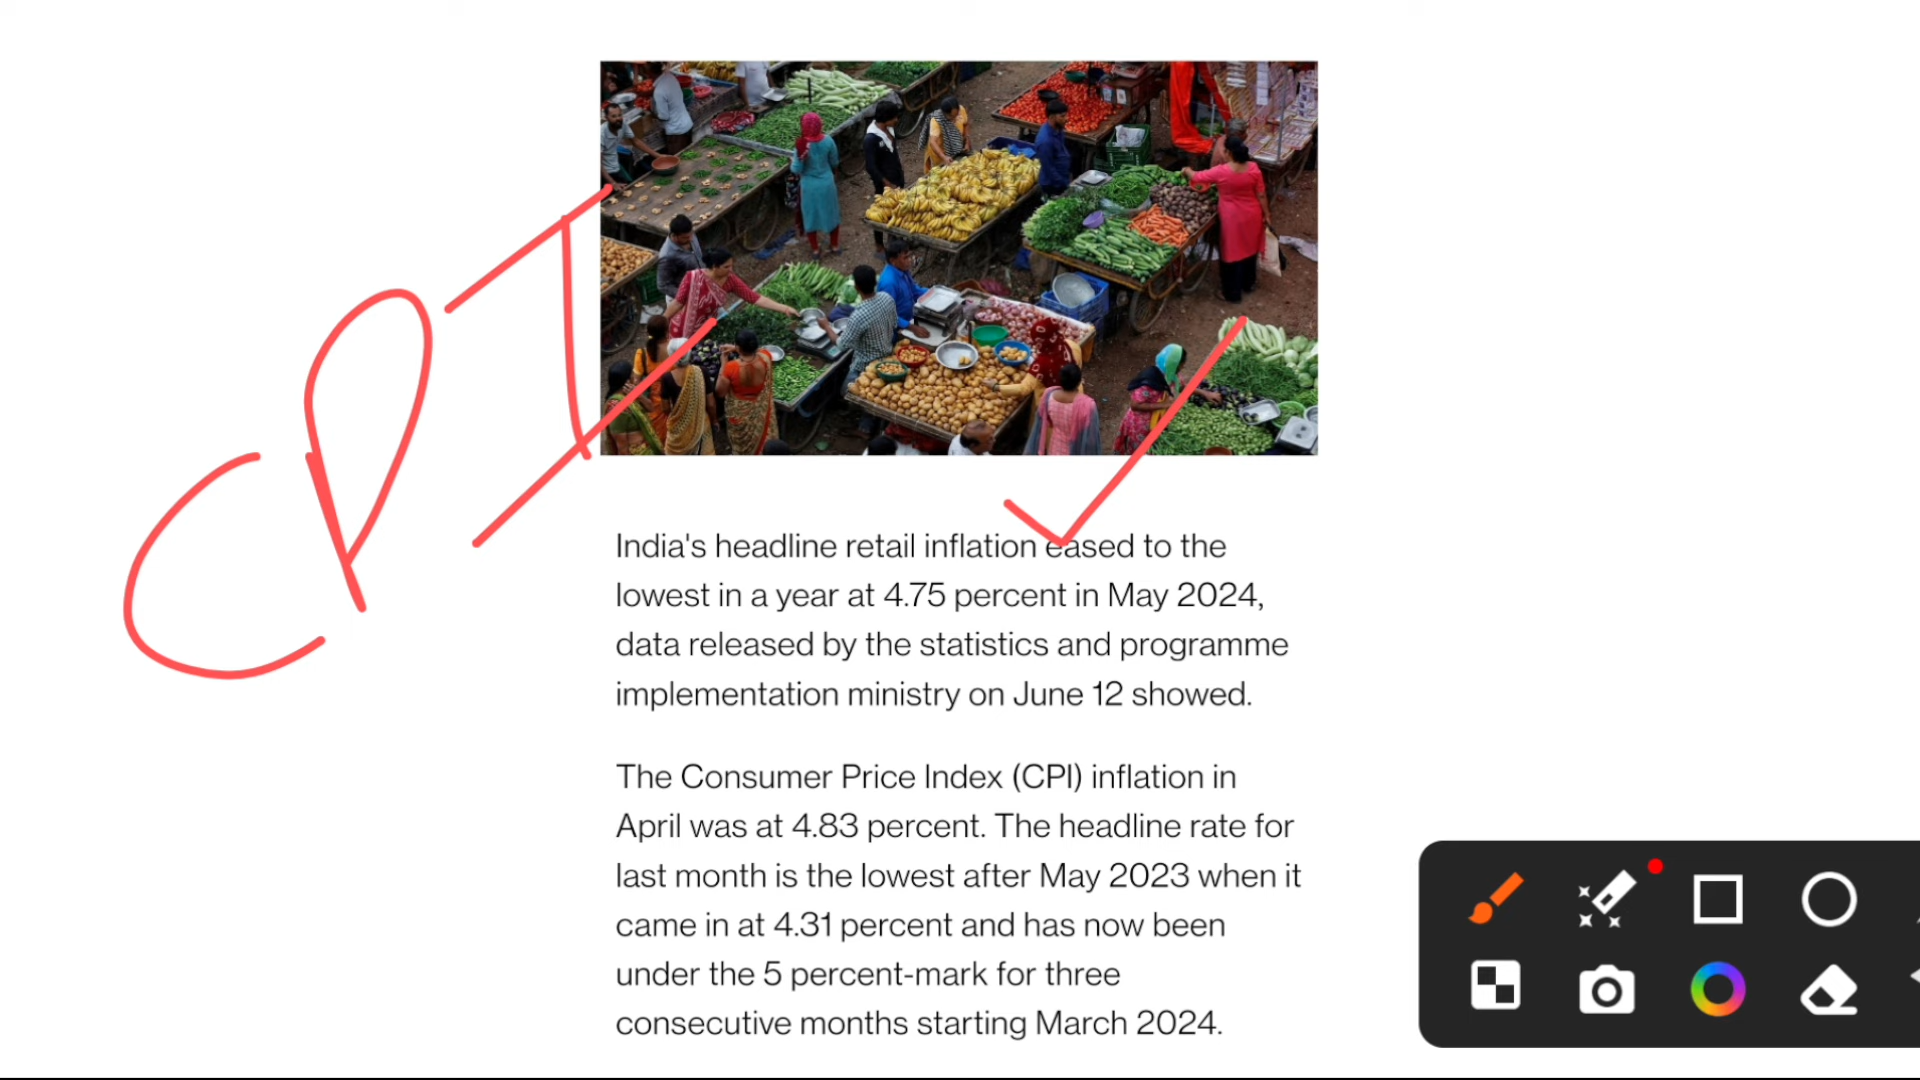 CPI
India's headline retail inflation eased to the
lowest in a year at 4.75 percent in May 2024,
data released by the statistics and programme
implementation ministry on June 12 showed.
The Consumer Price Index (CPI) inflation in
April was at 4.83 percent. The headline rate for
last month is the lowest after May 2023 when it
came in at 4.31 percent and has now been
under the 5 percent-mark for three
consecutive months starting March 2024.